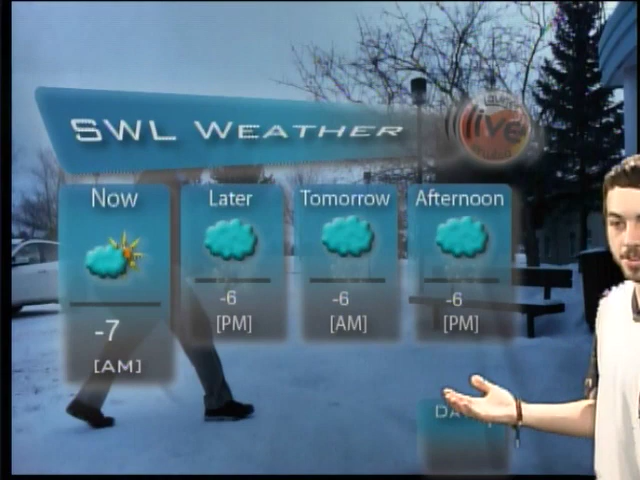 SWL WEATHER
live
Now
-7
[AM]
Later
-6
[PM]
Tomorrow
-6
[AM]
Afternoon
-6
[PM]